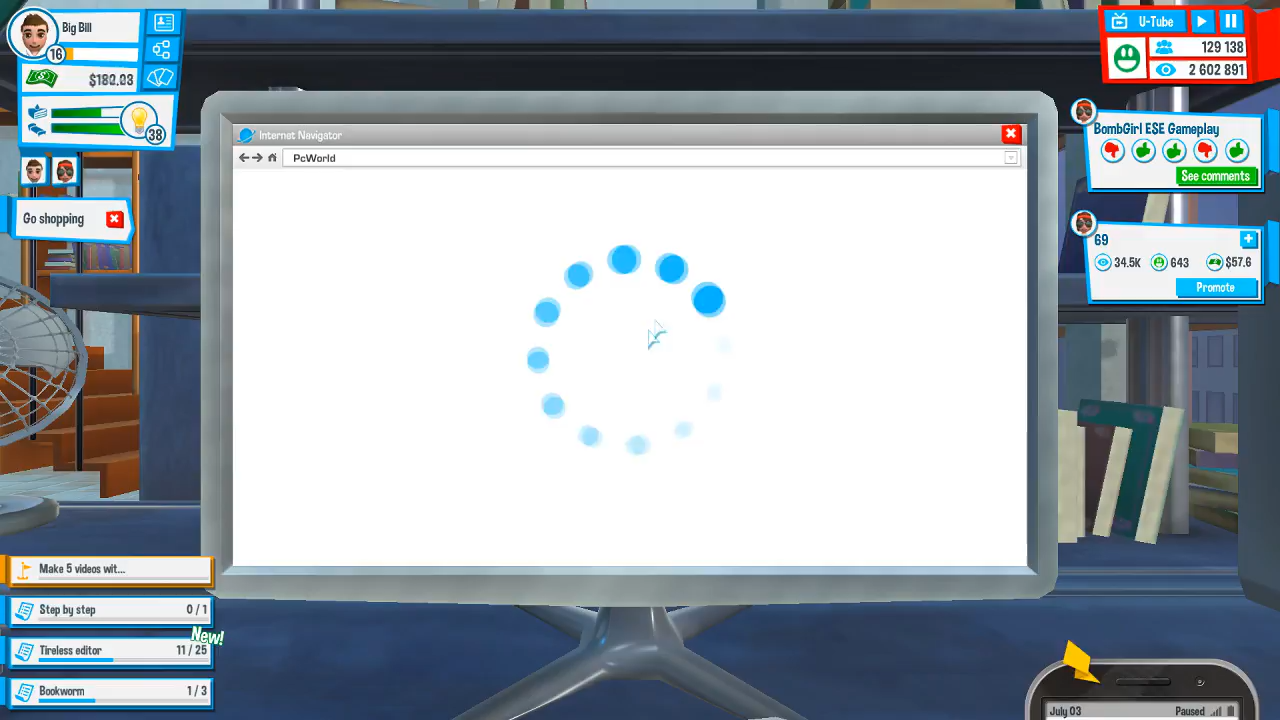 Big Bill
16
$182.03
38
Go shopping
U-Tube
129 138
2 602 891
BombGirl ESE Gameplay
See comments
69
34.5K
643
$57.6
Promote
Internet Navigator
PcWorld
Make 5 videos wit...
Step by step
0 / 1
New!
Tireless editor
11 / 25
Bookworm
1 / 3
July 03
Paused